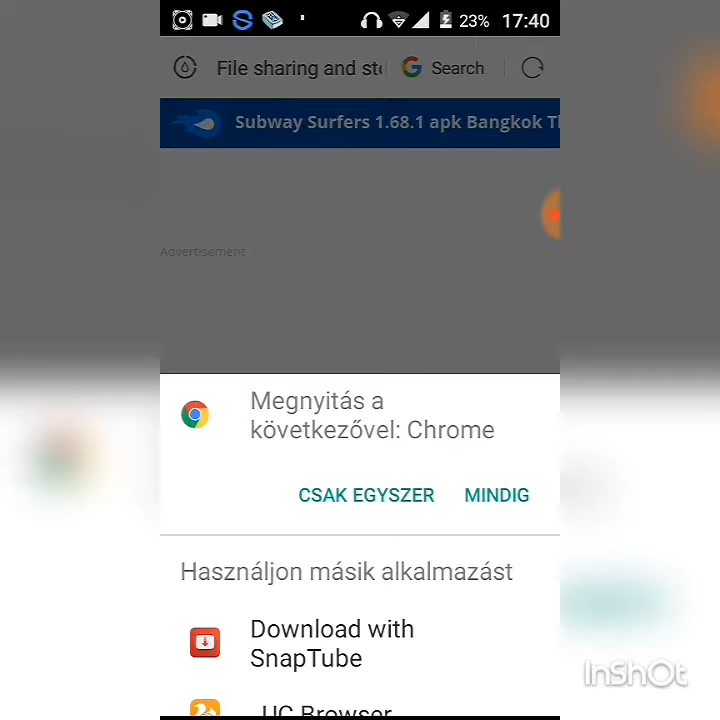 23% 17:40
File sharing and sto
Search
Subway Surfers 1.68.1 apk Bangkok T
Advertisement
Megnyitás a
következővel: Chrome
CSAK EGYSZER MINDIG
Használjon másik alkalmazást
Download with
SnapTube
UC Browser
InShOt